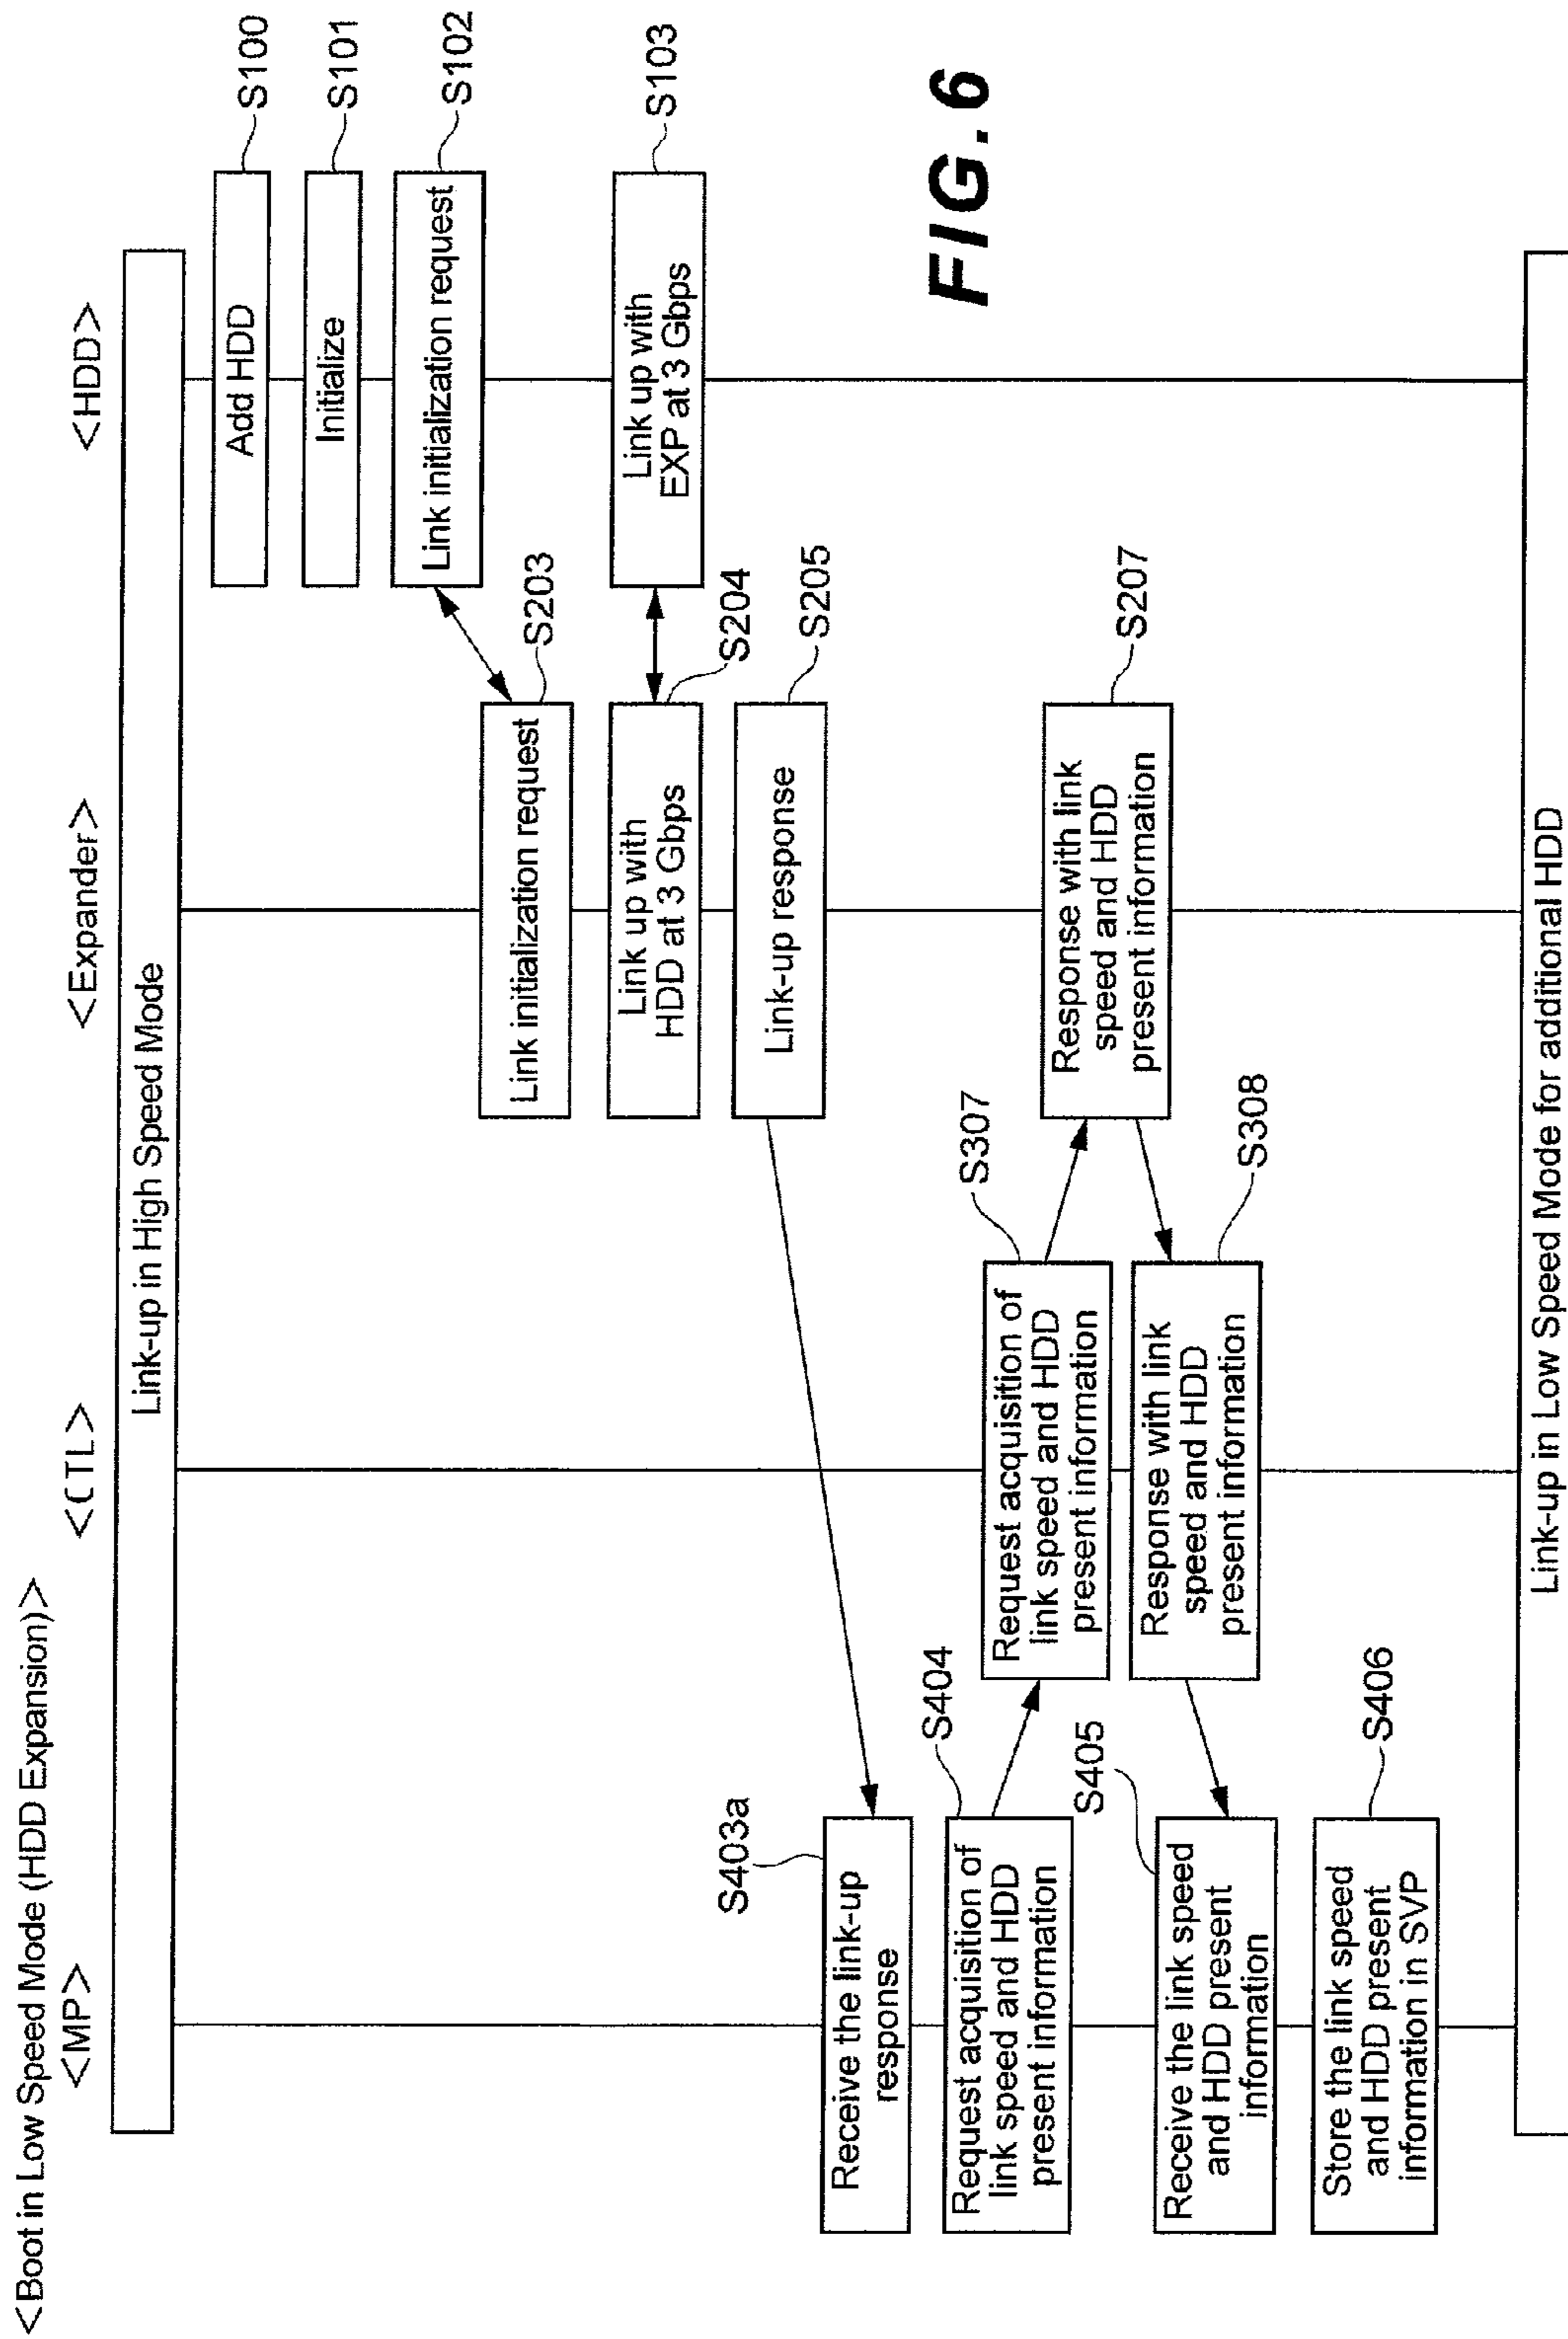 <Boot in Low Speed Mode (HDD Expansion)>
<MP>
<CTL>
<Expander>
<HDD>
Link-up in High Speed Mode
Add HDD
S100
Initialize
S101
Link initialization request
S102
Link initialization request
S203
Link up with
EXP at 3 Gbps
S103
Link up with
HDD at 3 Gbps
S204
Link-up response
S205
S403a
Receive the link-up
response
S404
Request acquisition of
link speed and HDD
present information
S307
Request acquisition of
link speed and HDD
present information
S207
Response with link
speed and HDD
present information
S308
Response with link
speed and HDD
present information
S405
Receive the link speed
and HDD present
information
S406
Store the link speed
and HDD present
information in SVP
Link-up in Low Speed Mode for additional HDD
FIG. 6